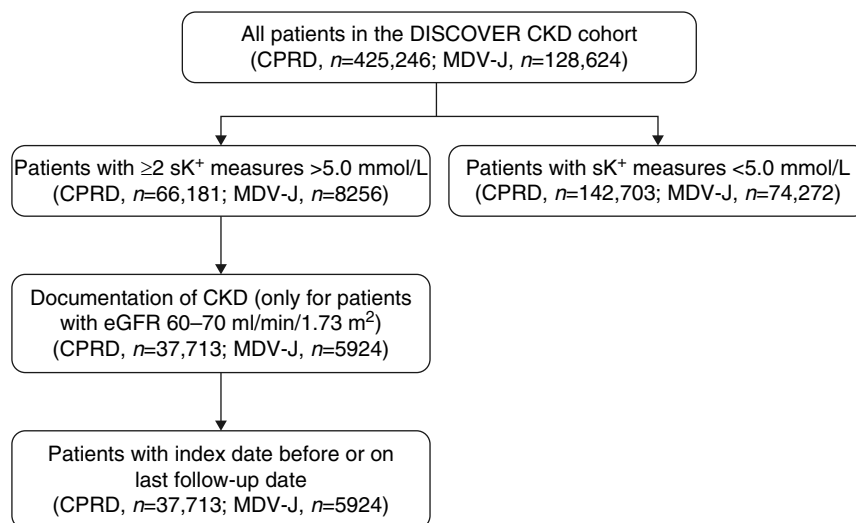 All patients in the DISCOVER CKD cohort
(CPRD, n=425,246; MDV-J, n=128,624)
Patients with ≥2 sK⁺ measures >5.0 mmol/L
(CPRD, n=66,181; MDV-J, n=8256)
Patients with sK⁺ measures <5.0 mmol/L
(CPRD, n=142,703; MDV-J, n=74,272)
Documentation of CKD (only for patients
with eGFR 60–70 ml/min/1.73 m²)
(CPRD, n=37,713; MDV-J, n=5924)
Patients with index date before or on
last follow-up date
(CPRD, n=37,713; MDV-J, n=5924)